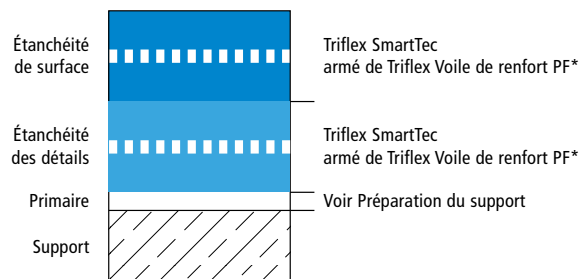 Étanchéité
de surface
Triflex SmartTec
armé de Triflex Voile de renfort PF*
Étanchéité
des détails
Triflex SmartTec
armé de Triflex Voile de renfort PF*
Primaire
Voir Préparation du support
Support